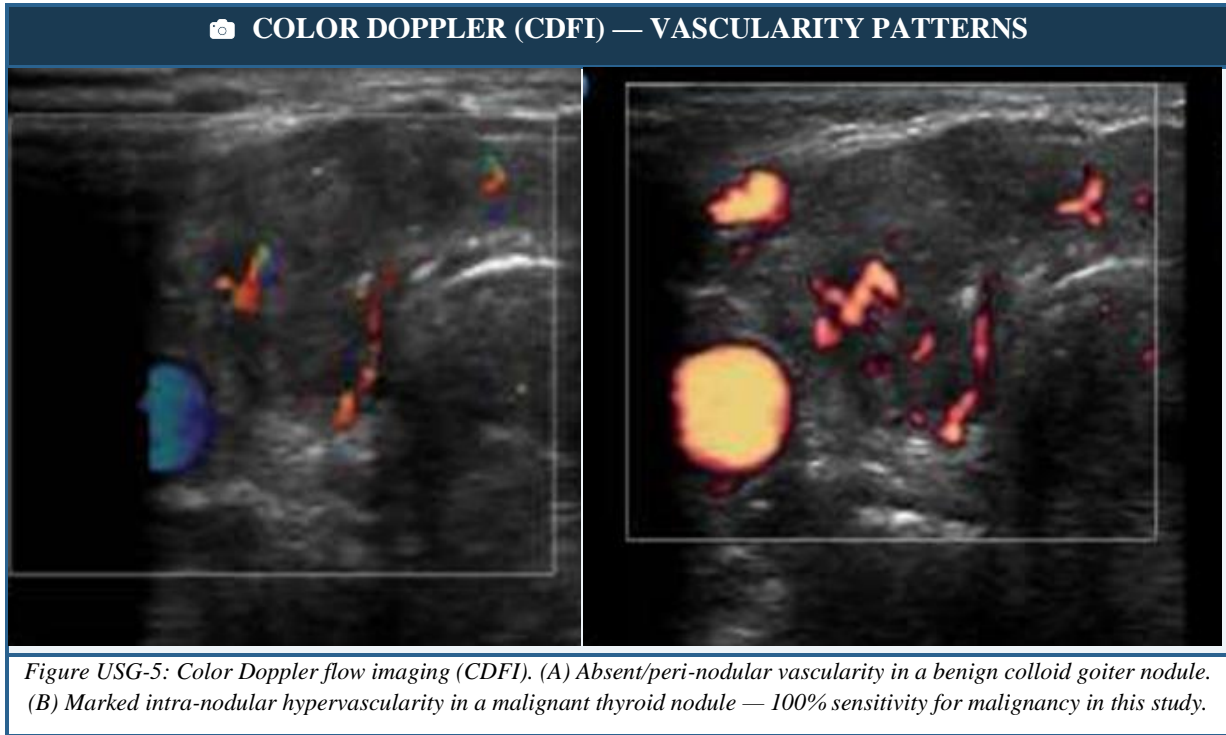 COLOR DOPPLER (CDFI) — VASCULARITY PATTERNS
Figure USG-5: Color Doppler flow imaging (CDFI). (A) Absent/peri-nodular vascularity in a benign colloid goiter nodule.
(B) Marked intra-nodular hypervascularity in a malignant thyroid nodule — 100% sensitivity for malignancy in this study.